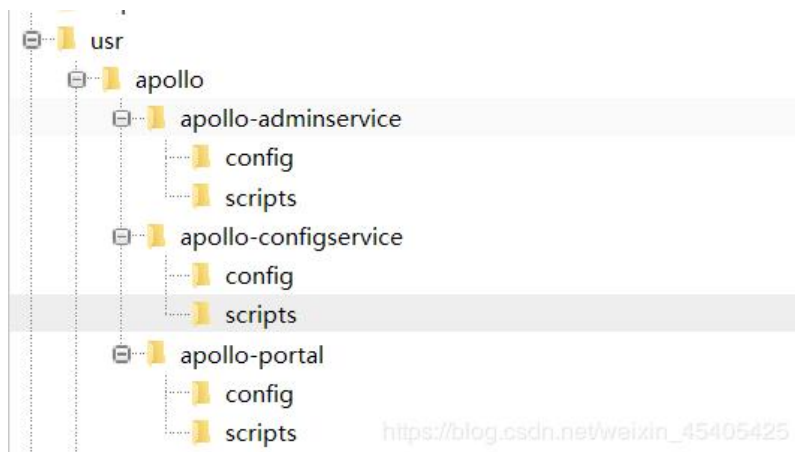 usr
apollo
apollo-adminservice
config
scripts
apollo-configservice
config
scripts
apollo-portal
config
scripts
https://blog.csdn.net/weixin_45405425